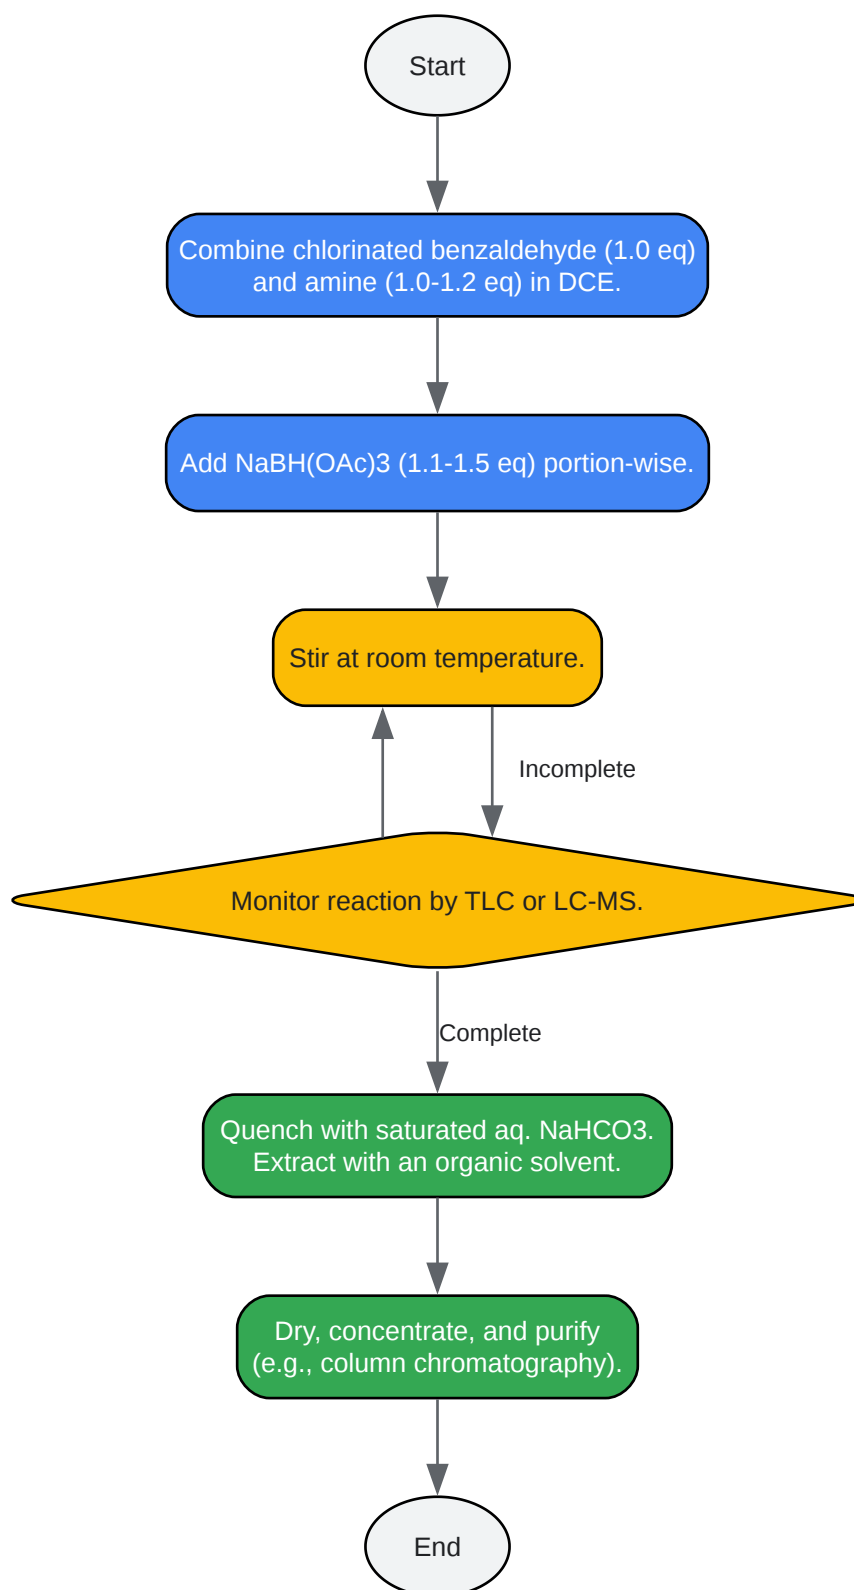 Start
Combine chlorinated benzaldehyde (1.0 eq)
and amine (1.0-1.2 eq) in DCE.
Add NaBH(OAc)3 (1.1-1.5 eq) portion-wise.
Stir at room temperature.
Incomplete
Monitor reaction by TLC or LC-MS.
Complete
Quench with saturated aq. NaHCO3.
Extract with an organic solvent.
Dry, concentrate, and purify
(e.g., column chromatography).
End